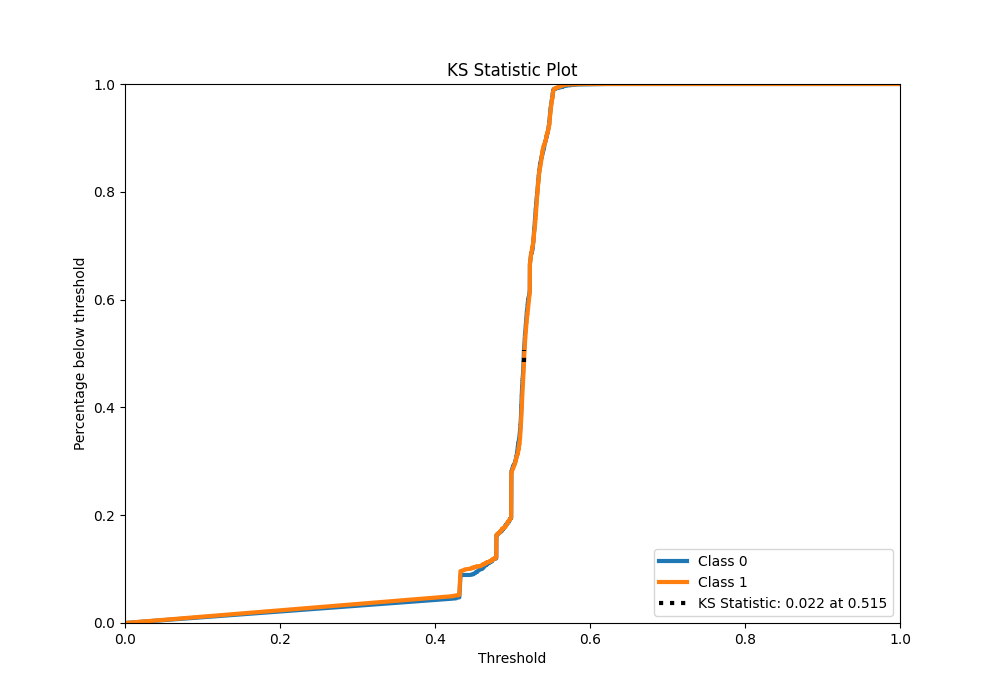 KS Statistic Plot
1.0
0.8
0.6
0.4
0.2
0.0
Percentage below threshold
0.0 0.2 0.4 0.6 0.8 1.0
Threshold
Class 0
Class 1
KS Statistic: 0.022 at 0.515